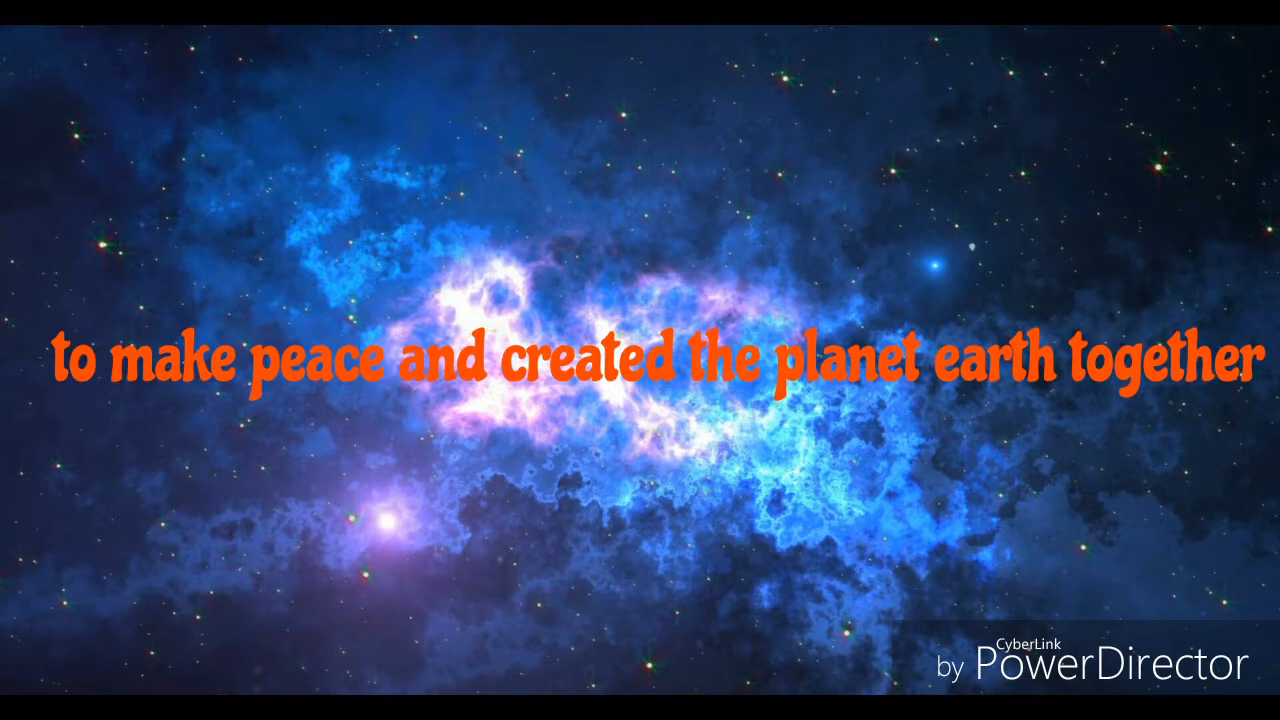 to make peace and created the planet earth together
CyberLink
by PowerDirector